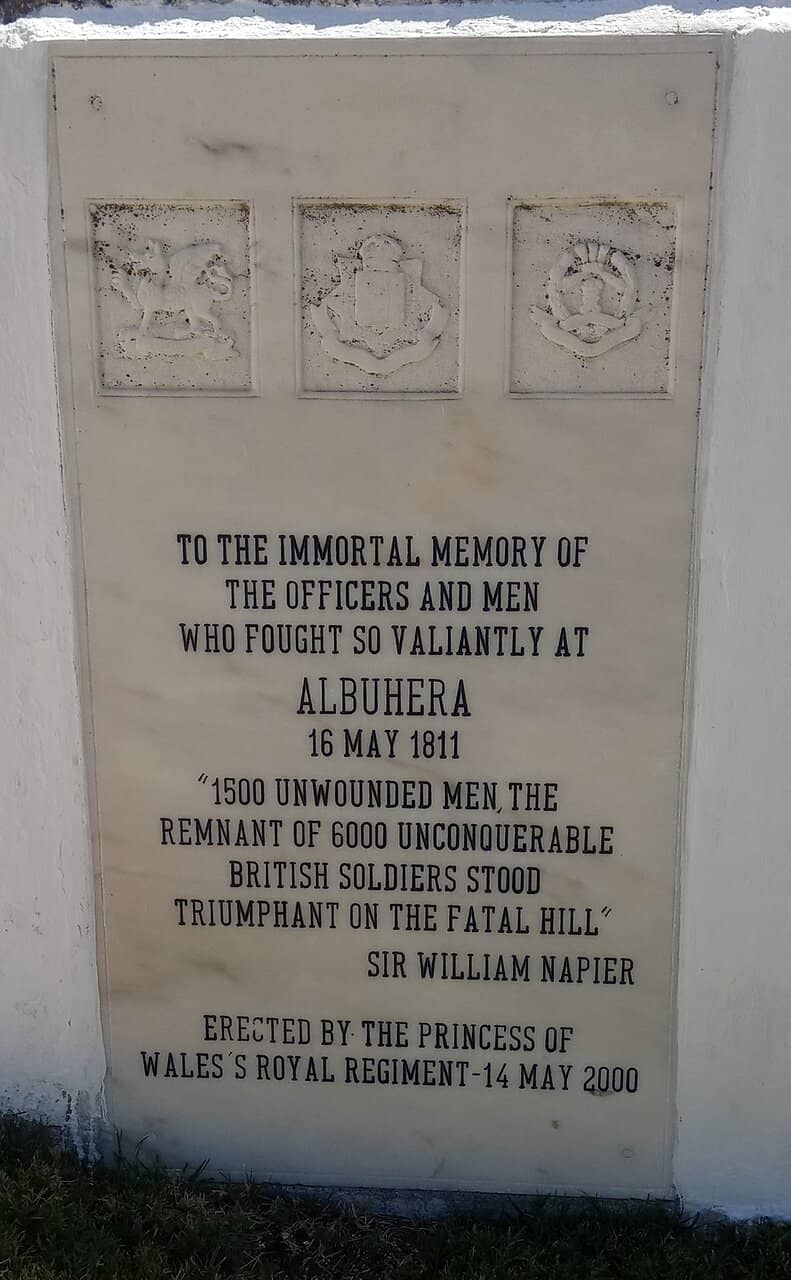 TO THE IMMORTAL MEMORY OF
THE OFFICERS AND MEN
WHO FOUGHT SO VALIANTLY AT
ALBUHERA
16 MAY 1811
"1500 UNWOUNDED MEN, THE
REMNANT OF 6000 UNCONQUERABLE
BRITISH SOLDIERS STOOD
TRIUMPHANT ON THE FATAL HILL"
SIR WILLIAM NAPIER
ERECTED BY THE PRINCESS OF
WALES'S ROYAL REGIMENT-14 MAY 2000